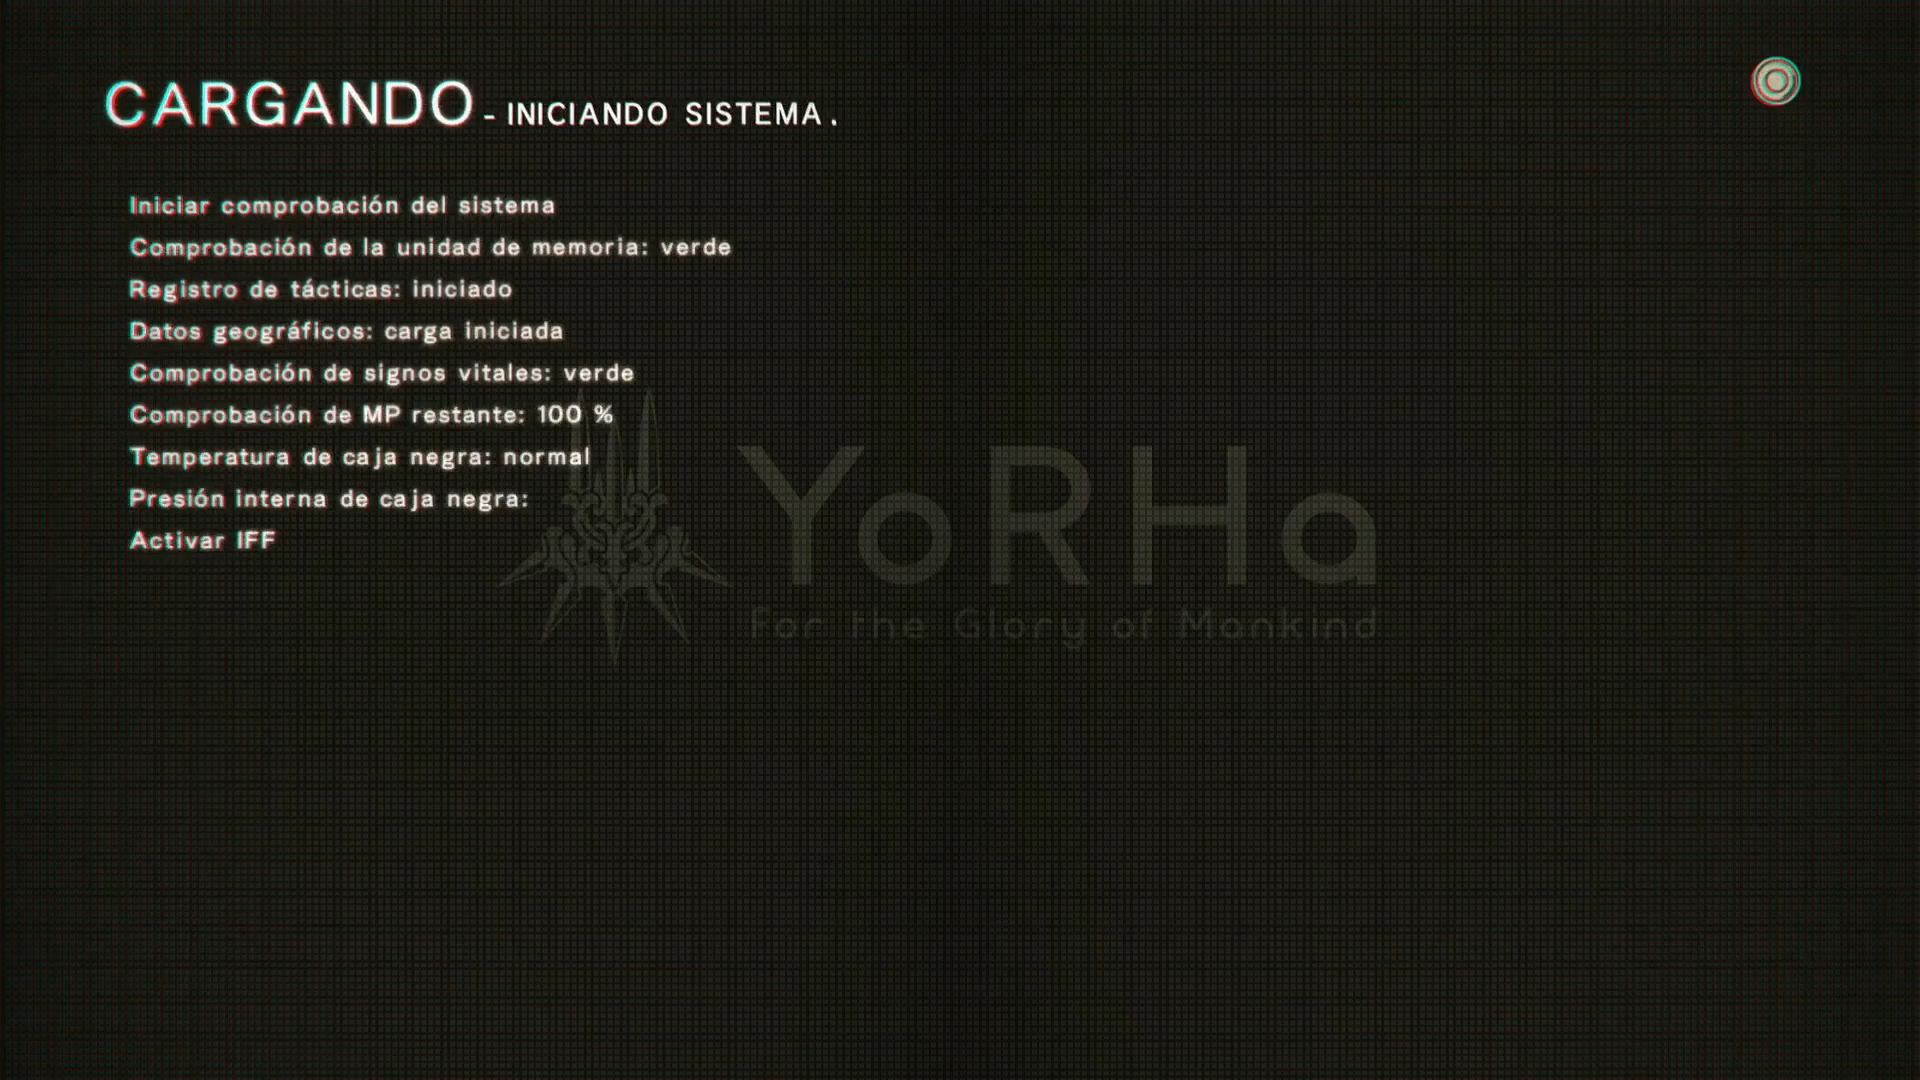 CARGANDO - INICIANDO SISTEMA .
Iniciar comprobación del sistema
Comprobación de la unidad de memoria: verde
Registro de tácticas: iniciado
Datos geográficos: carga iniciada
Comprobación de signos vitales: verde
Comprobación de MP restante: 100 %
Temperatura de caja negra: normal
Presión interna de caja negra:
Activar IFF
YoRHa
For the Glory of Mankind